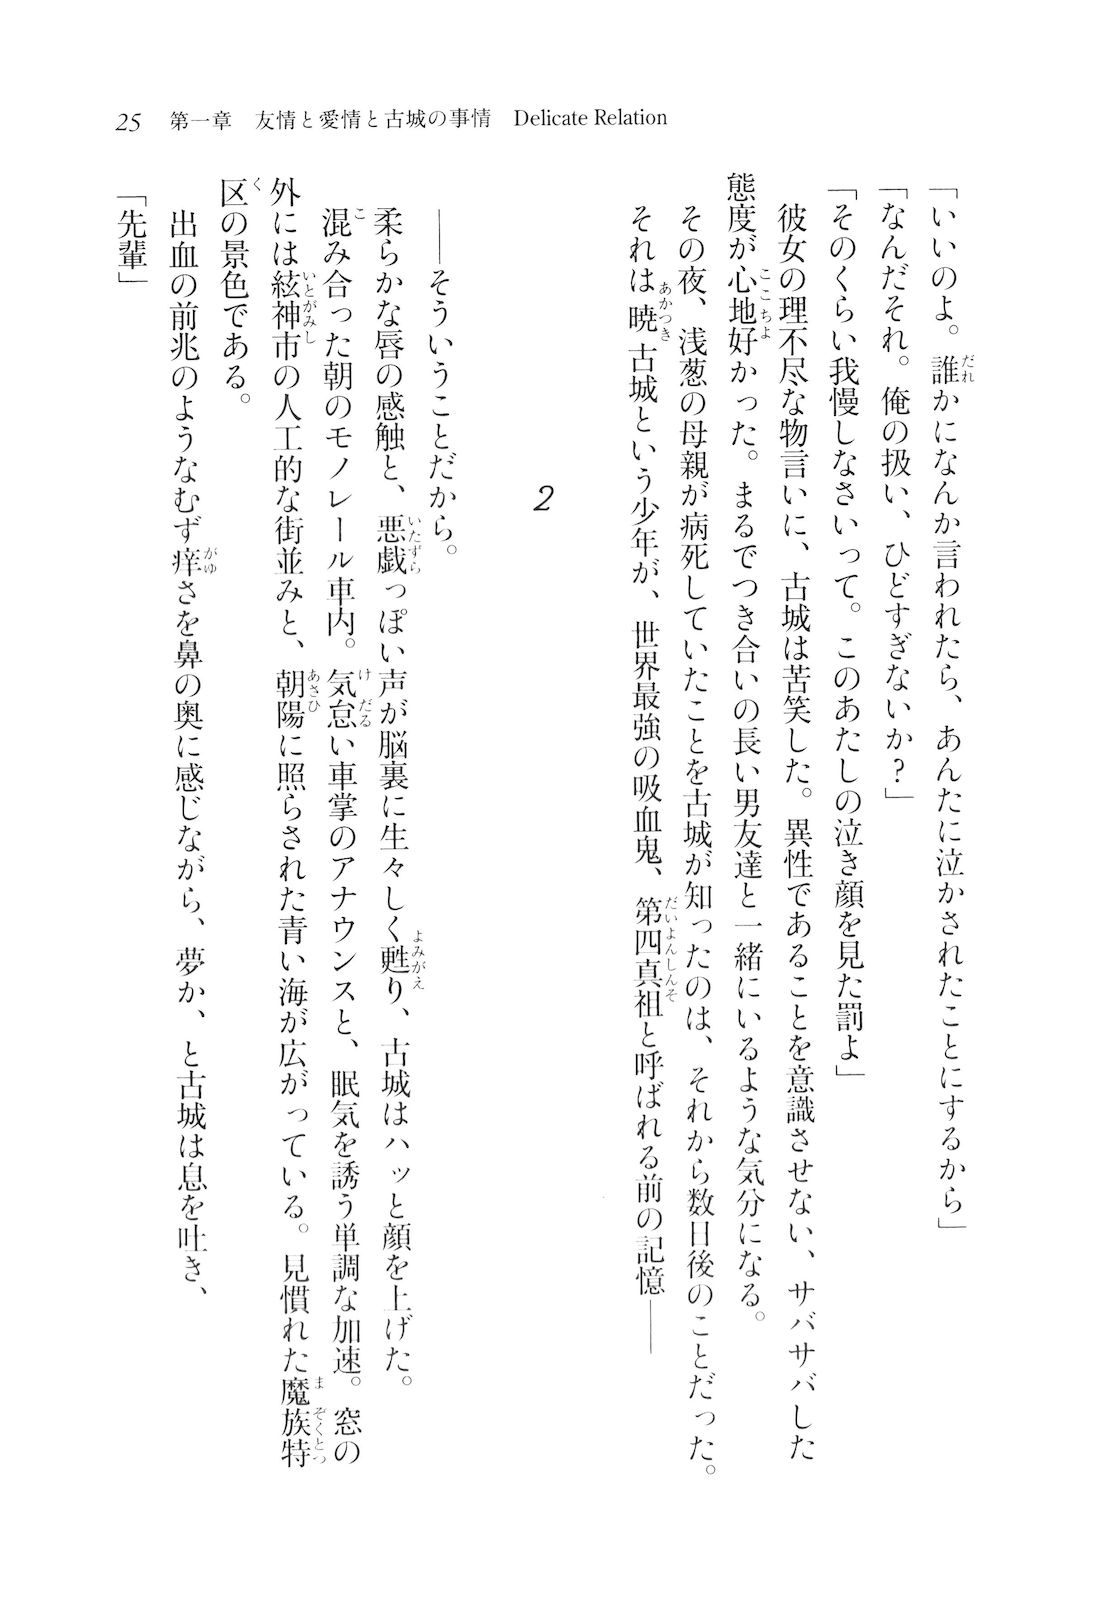 25 第一章 友情と愛情と古城の事情 Delicate Relation
「いいのよ。誰かになんか言われたら、あんたに泣かされたことにするから」
「なんだそれ。俺の扱い、ひどすぎないか?」
「そのくらい我慢しなさいって。このあたしの泣き顔を見た罰よ」
彼女の理不尽な物言いに、古城は苦笑した。異性であることを意識させない、サバサバした
態度が心地好かった。まるでつき合いの長い男友達と一緒にいるような気分になる。
その夜、浅葱の母親が病死していたことを古城が知ったのは、それから数日後のことだった。
それは暁古城という少年が、世界最強の吸血鬼、第四真祖と呼ばれる前の記憶――
2
――そういうことだから。
柔らかな唇の感触と、悪戯っぽい声が脳裏に生々しく甦り、古城はハッと顔を上げた。
混み合った朝のモノレール車内。気怠い車掌のアナウンスと、眠気を誘う単調な加速。窓の
外には絃神市の人工的な街並みと、朝陽に照らされた青い海が広がっている。見慣れた魔族特
区の景色である。
出血の前兆のようなむず痒さを鼻の奥に感じながら、夢か、と古城は息を吐き、
「先輩」